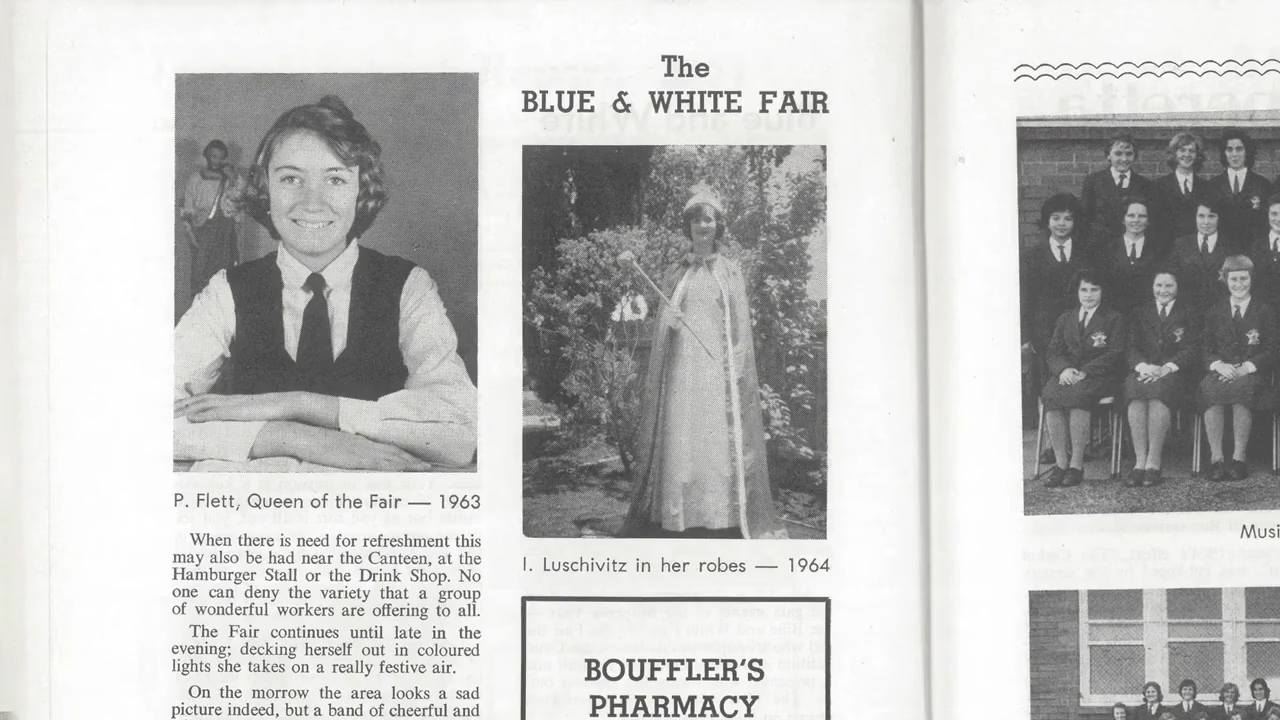 P. Flett, Queen of the Fair — 1963
When there is need for refreshment this
may also be had near the Canteen, at the
Hamburger Stall or the Drink Shop. No
one can deny the variety that a group
of wonderful workers are offering to all.
The Fair continues until late in the
evening; decking herself out in coloured
lights she takes on a really festive air.
On the morrow the area looks a sad
picture indeed, but a band of cheerful and
The
BLUE & WHITE FAIR
I. Luschivitz in her robes — 1964
BOUFFLER'S
PHARMACY
Musi